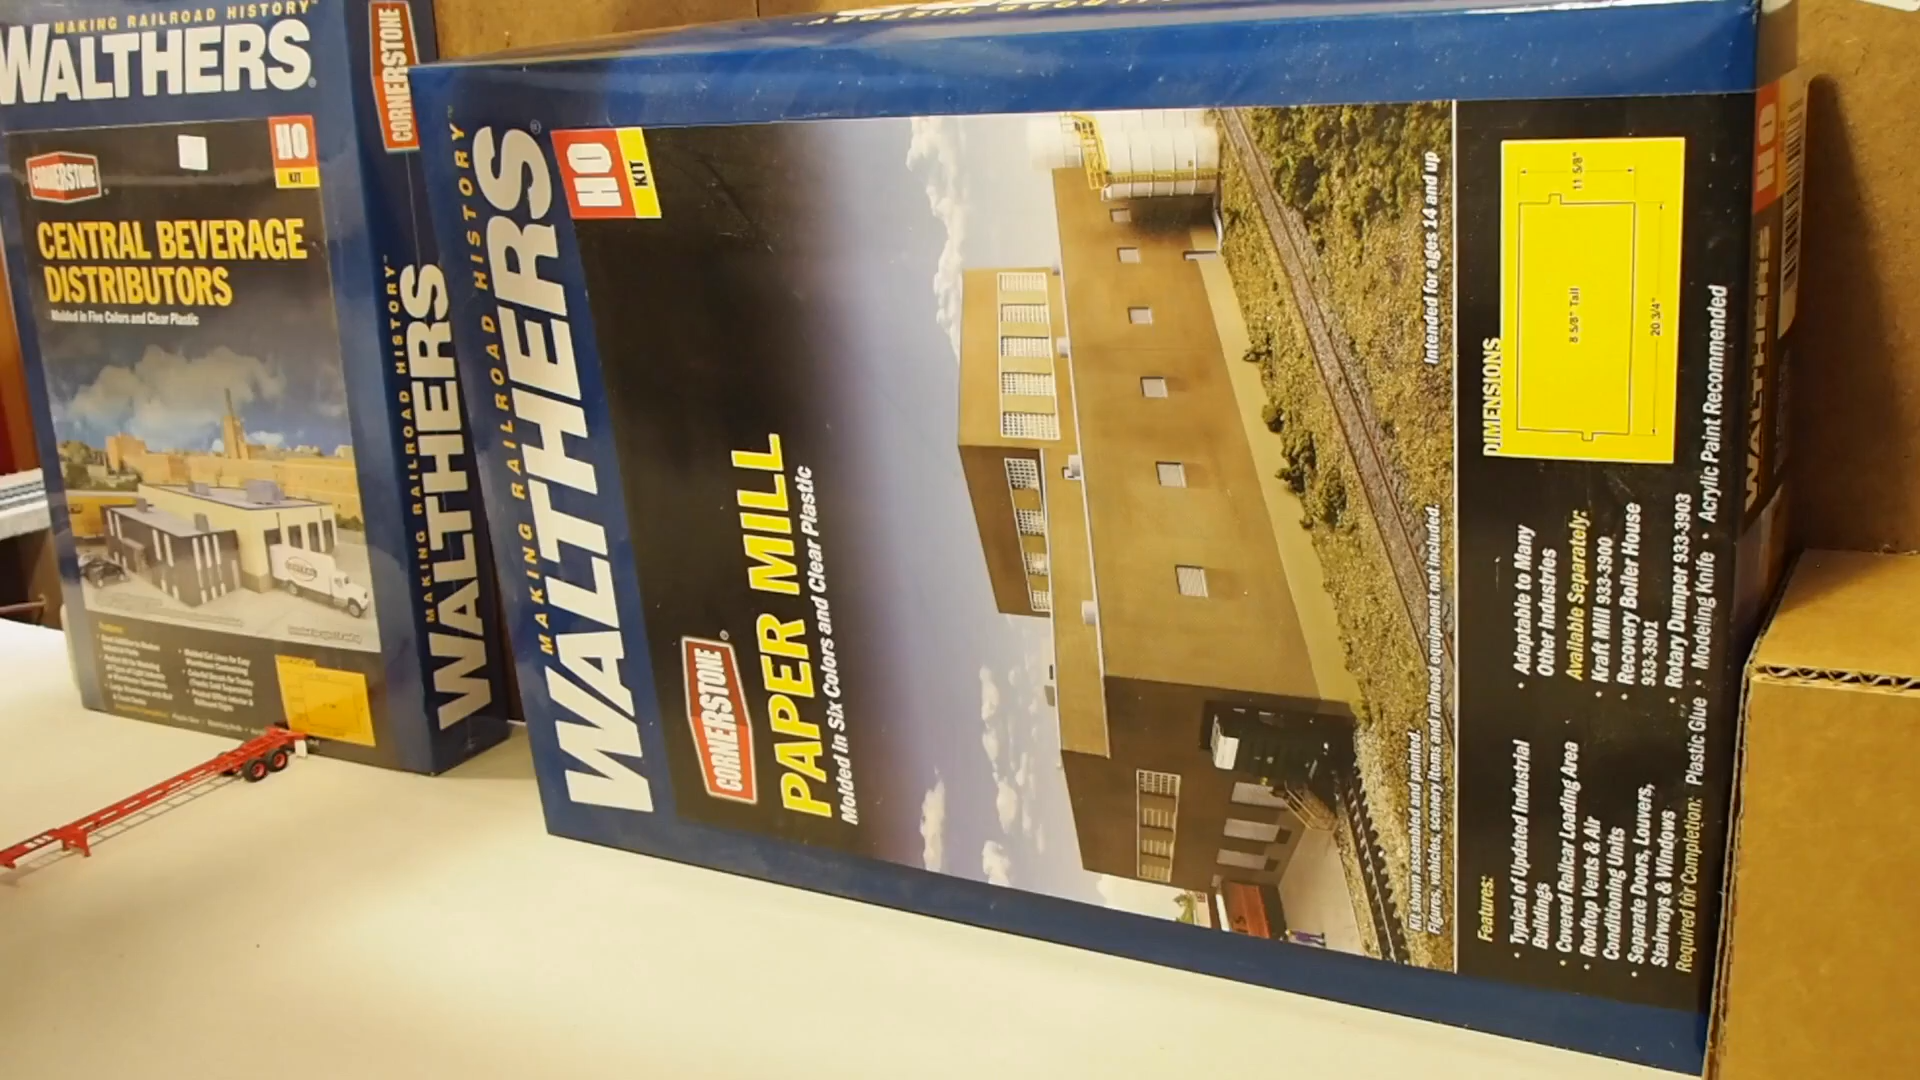 MAKING RAILROAD HISTORY™
WALTHERS®
CORNERSTONE®
HO
KIT
CENTRAL BEVERAGE
DISTRIBUTORS
Molded in Five Colors and Clear Plastic
Features:
CORNERSTONE
MAKING RAILROAD HISTORY™
WALTHERS
MAKING RAILROAD HISTORY™
WALTHERS®
HO
KIT
CORNERSTONE®
PAPER MILL
Molded in Six Colors and Clear Plastic
Kit shown assembled and painted.
Figures, vehicles, scenery items and railroad equipment not included.
Intended for ages 14 and up
Features:
• Typical of Updated Industrial
Buildings
• Covered Railcar Loading Area
• Rooftop Vents & Air
Conditioning Units
• Separate Doors, Louvers,
Stairways & Windows
• Adaptable to Many
Other Industries
Available Separately:
• Kraft Mill 933-3900
• Recovery Boiler House
933-3901
• Rotary Dumper 933-3903
DIMENSIONS
11 5/8"
8 5/8" Tall
20 3/4"
Required for Completion: Plastic Glue • Modeling Knife • Acrylic Paint Recommended
HO
WALTHERS